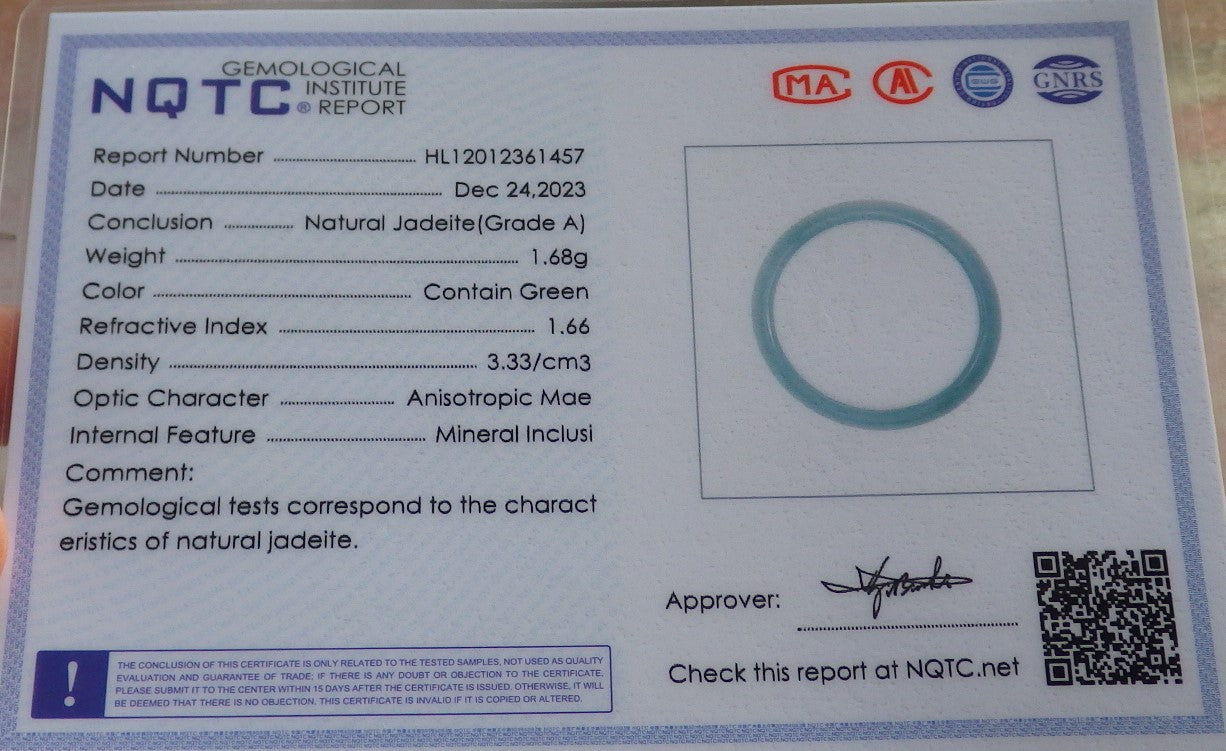 NQTC® GEMOLOGICAL INSTITUTE REPORT
MA
GNRS
Report Number HL12012361457
Date Dec 24,2023
Conclusion Natural Jadeite(Grade A)
Weight 1.68g
Color Contain Green
Refractive Index 1.66
Density 3.33/cm3
Optic Character Anisotropic Mae
Internal Feature Mineral Inclusi
Comment:
Gemological tests correspond to the charact
eristics of natural jadeite.
Approver:
Check this report at NQTC.net
!
THE CONCLUSION OF THIS CERTIFICATE IS ONLY RELATED TO THE TESTED SAMPLES, NOT USED AS QUALITY
EVALUATION AND GUARANTEE OF TRADE; IF THERE IS ANY DOUBT OR OBJECTION TO THE CERTIFICATE,
PLEASE SUBMIT IT TO THE CENTER WITHIN 15 DAYS AFTER THE CERTIFICATE IS ISSUED. OTHERWISE, IT WILL
BE DEEMED THAT THERE IS NO OBJECTION. THIS CERTIFICATE IS INVALID IF IT IS COPIED OR ALTERED.